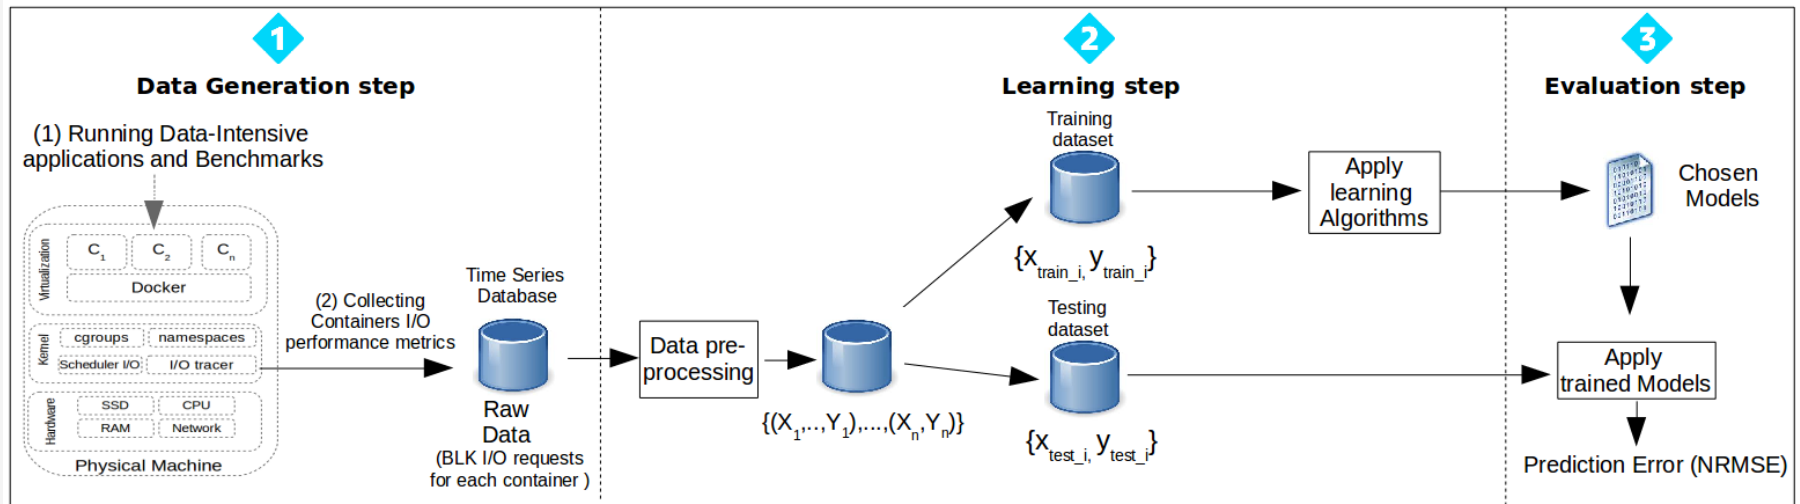 1
Data Generation step
(1) Running Data-Intensive
applications and Benchmarks
Virtualization
C1
C2
Cn
Docker
Kernel
cgroups
namespaces
Scheduler I/O
I/O tracer
Hardware
SSD
CPU
RAM
Network
Physical Machine
(2) Collecting
Containers I/O
performance metrics
Time Series
Database
Raw
Data
(BLK I/O requests
for each container )
2
Learning step
Data pre-
processing
{(X1,..,Y1),...,(Xn,Yn)}
Training
dataset
{xtrain_i, ytrain_i}
Testing
dataset
{xtest_i, ytest_i}
Apply
learning
Algorithms
3
Evaluation step
Chosen
Models
Apply
trained Models
Prediction Error (NRMSE)